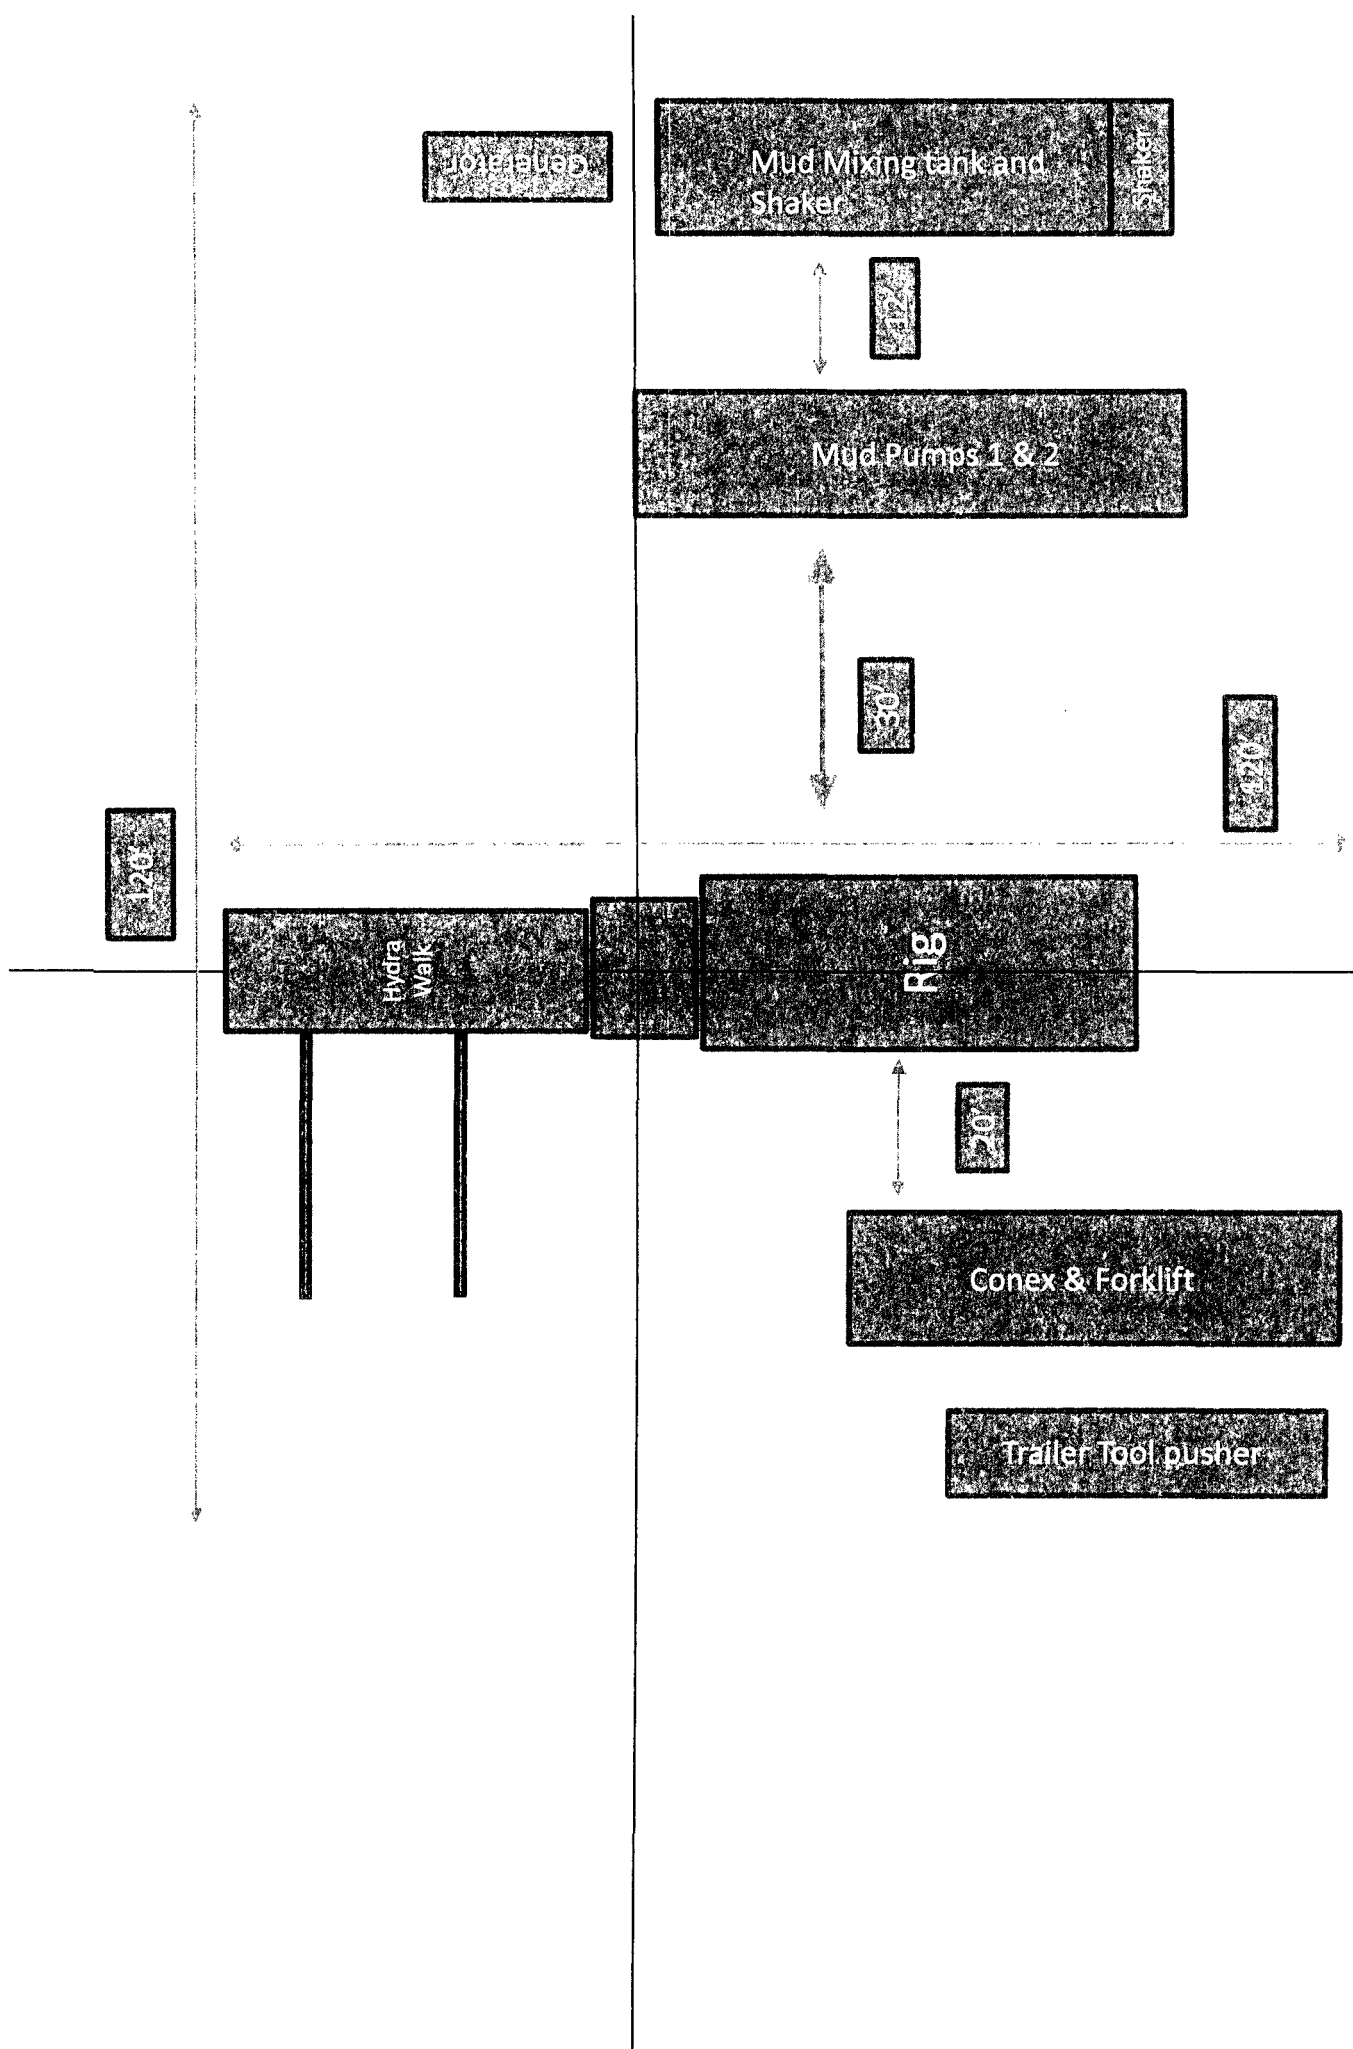 Generator
Mud Mixing tank and
Shaker
Shaker
12'
Mud Pumps 1 & 2
30'
120'
120'
Hydra
Walk
Rig
20'
Conex & Forklift
Trailer Tool pusher